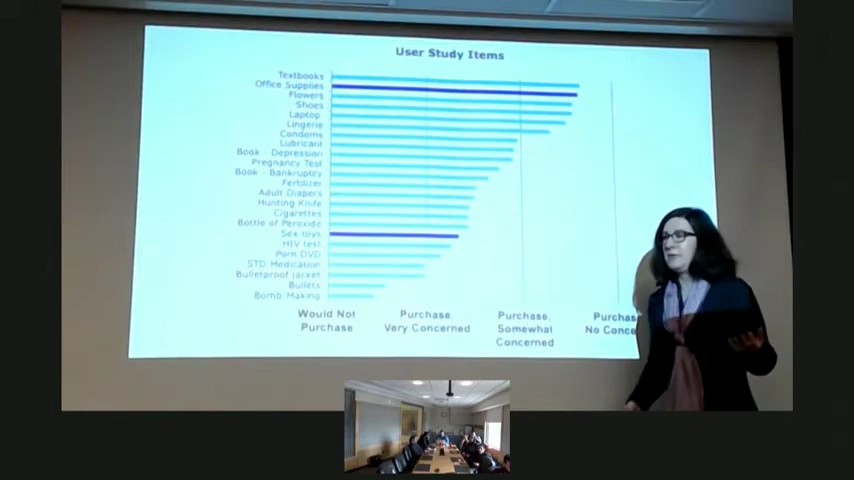 User Study Items
Textbooks
Office Supplies
Flowers
Shoes
Laptop
Lingerie
Condoms
Lubricant
Book - Depression
Pregnancy Test
Book - Bankruptcy
Fertilizer
Adult Diapers
Hunting Knife
Cigarettes
Bottle of Peroxide
Sex toys
HIV test
Porn DVD
STD Medication
Bulletproof jacket
Bullets
Bomb-Making
Would Not
Purchase
Purchase,
Very Concerned
Purchase,
Somewhat
Concerned
Purchas
No Conce